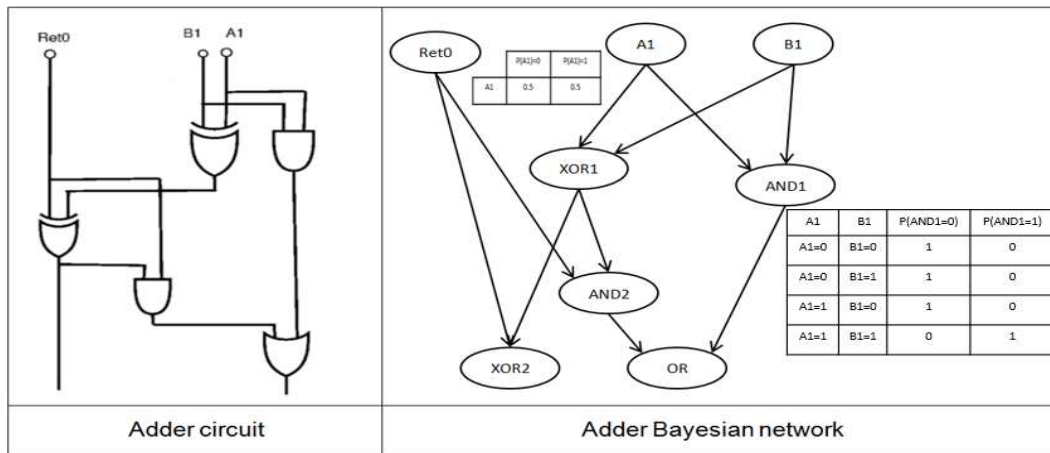 Ret0
B1 A1
Ret0
A1
B1
P(A1)=0 P(A1)=1
A1 0.5 0.5
XOR1
AND1
A1 B1 P(AND1=0) P(AND1=1)
A1=0 B1=0 1 0
A1=0 B1=1 1 0
A1=1 B1=0 1 0
A1=1 B1=1 0 1
AND2
XOR2
OR
Adder circuit
Adder Bayesian network